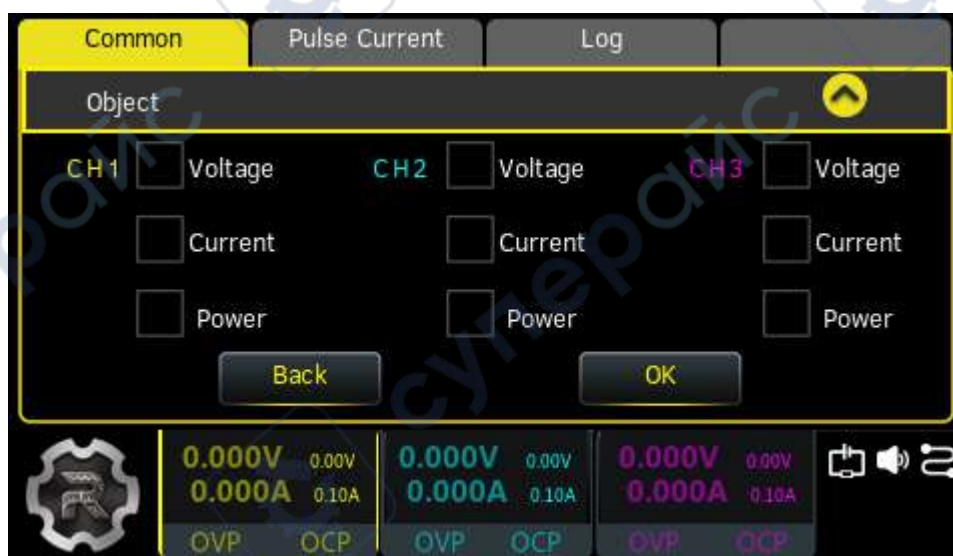 Common Pulse Current Log
Object
CH1 Voltage CH2 Voltage CH3 Voltage
Current Current Current
Power Power Power
Back OK
0.000V 0.00V 0.000V 0.00V 0.000V 0.00V
0.000A 0.10A 0.000A 0.10A 0.000A 0.10A
OVP OCP OVP OCP OVP OCP
R
супер айс